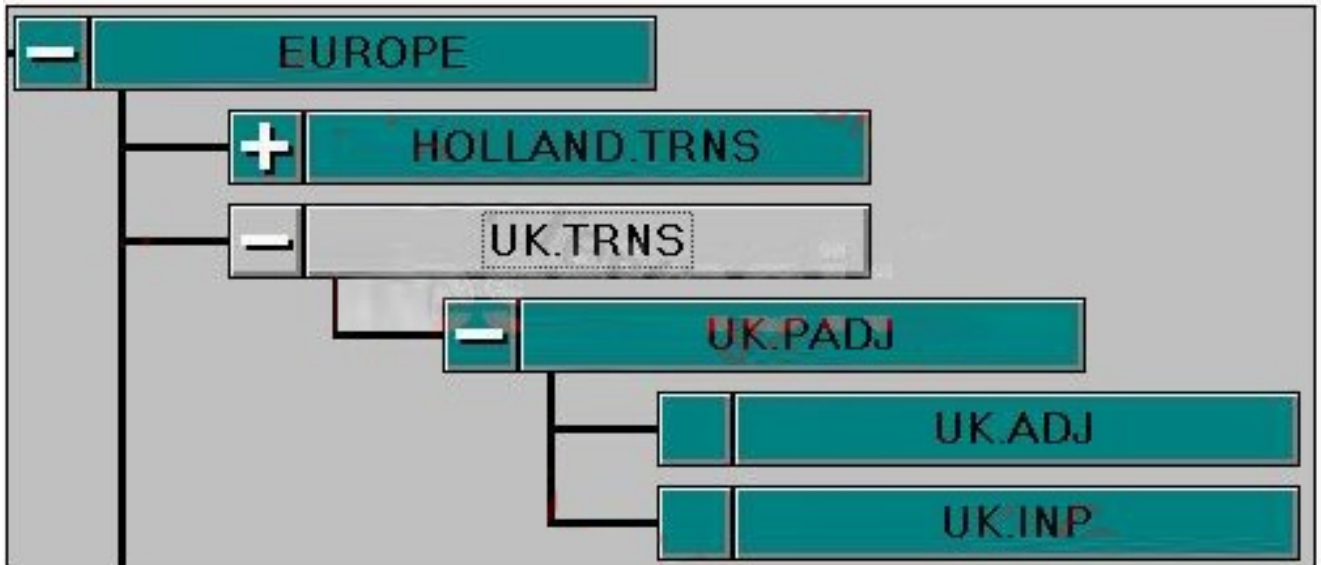 EUROPE
HOLLAND.TRNS
UK.TRNS
UK.PADJ
UK.ADJ
UK.INP